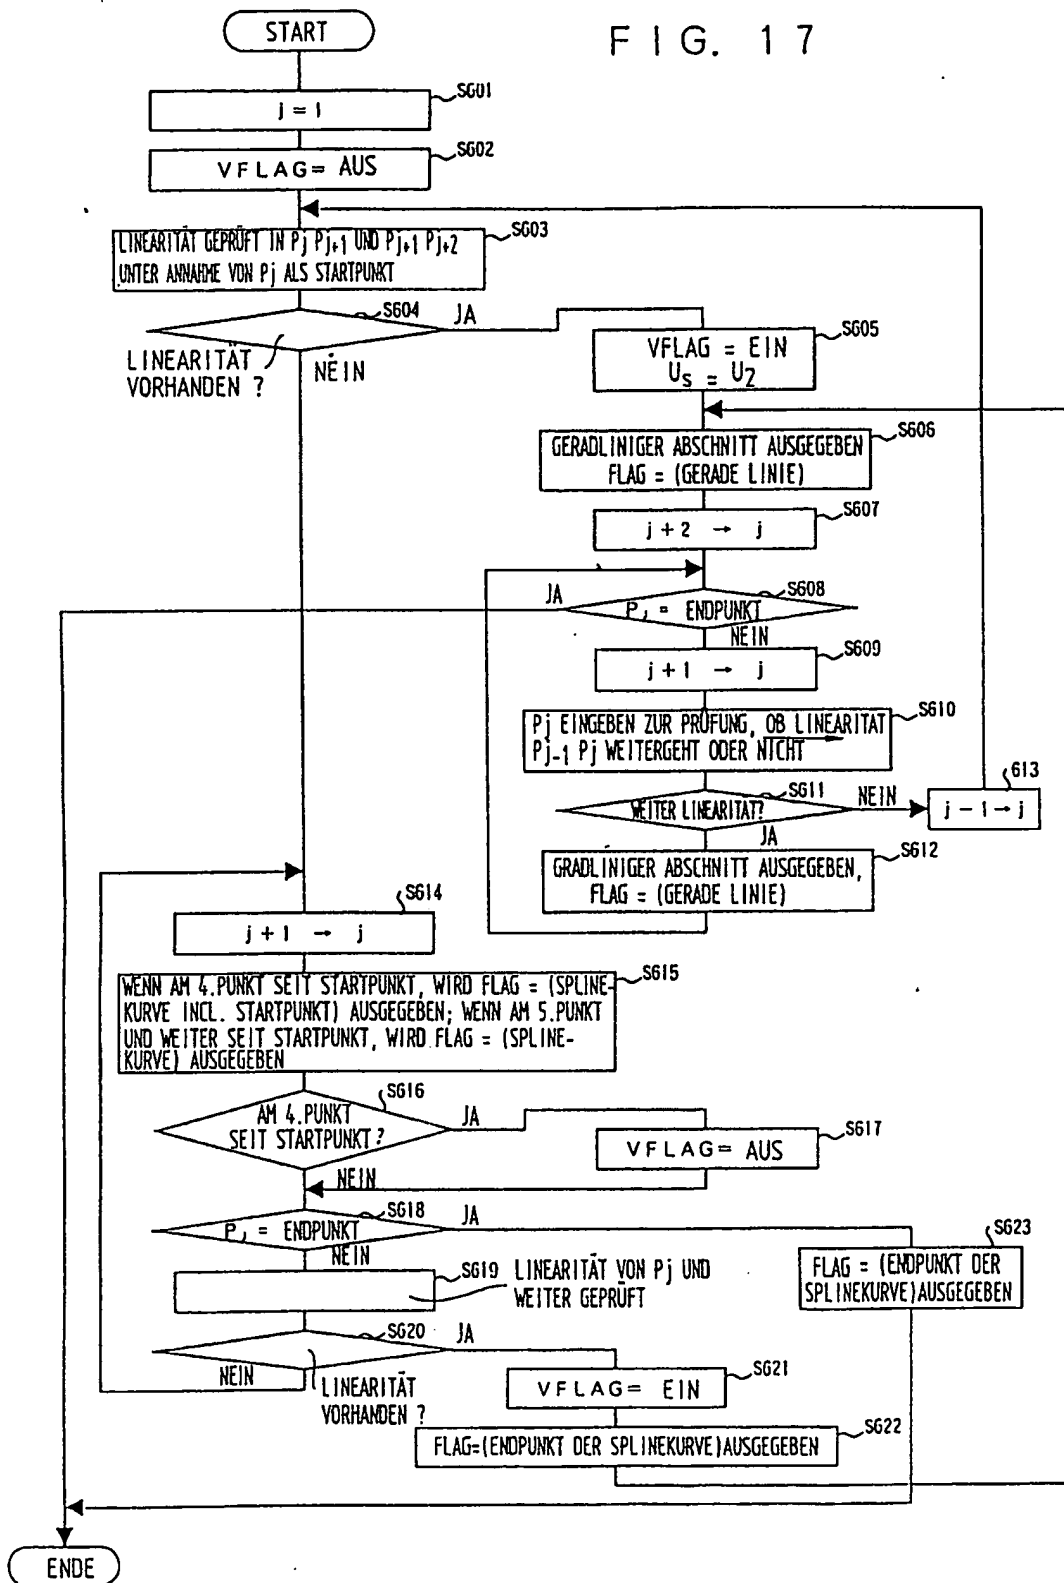 FIG. 17
START
S601
j = 1
S602
VFLAG = AUS
S603
LINEARITÄT GEPRÜFT IN Pj Pj+1 UND Pj+1 Pj+2
UNTER ANNAHME VON Pj ALS STARTPUNKT
S604
JA
LINEARITÄT
VORHANDEN ?
NEIN
S605
VFLAG = EIN
Us = U2
S606
GERADLINIGER ABSCHNITT AUSGEGEBEN
FLAG = (GERADE LINIE)
S607
j + 2 → j
S608
JA
Pj = ENDPUNKT
NEIN
S609
j + 1 → j
S610
Pj EINGEBEN ZUR PRÜFUNG, OB LINEARITÄT
Pj-1 Pj WEITERGEHT ODER NICHT
S611
WEITER LINEARITÄT?
NEIN
613
j - 1 → j
JA
S612
GRADLINIGER ABSCHNITT AUSGEGEBEN,
FLAG = (GERADE LINIE)
S614
j + 1 → j
S615
WENN AM 4.PUNKT SEIT STARTPUNKT, WIRD FLAG = (SPLINE-
KURVE INCL. STARTPUNKT) AUSGEGEBEN; WENN AM 5.PUNKT
UND WEITER SEIT STARTPUNKT, WIRD FLAG = (SPLINE-
KURVE) AUSGEGEBEN
S616
AM 4.PUNKT
SEIT STARTPUNKT?
JA
S617
VFLAG = AUS
NEIN
S618
Pj = ENDPUNKT
JA
NEIN
S623
FLAG = (ENDPUNKT DER
SPLINEKURVE)AUSGEGEBEN
S619
LINEARITÄT VON Pj UND
WEITER GEPRÜFT
S620
JA
NEIN
LINEARITÄT
VORHANDEN ?
S621
VFLAG = EIN
S622
FLAG=(ENDPUNKT DER SPLINEKURVE)AUSGEGEBEN
ENDE